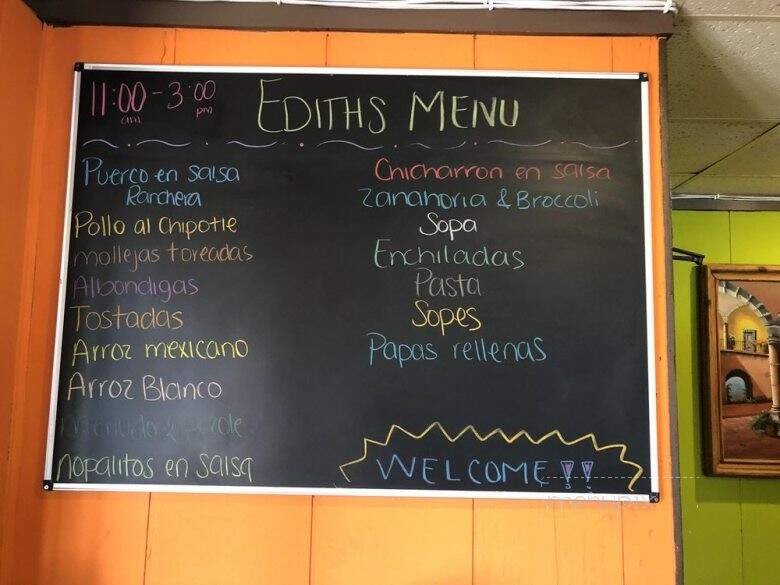 11:00 am - 3:00 pm
EDITHS MENU
Puerco en salsa
Ranchera
Pollo al Chipotle
mollejas toreadas
Albondigas
Tostadas
Arroz mexicano
Arroz Blanco
nopalitos en salsa
Chicharron en salsa
Zanahoria & Broccoli
Sopa
Enchiladas
Pasta
Sopes
Papas rellenas
WELCOME!!